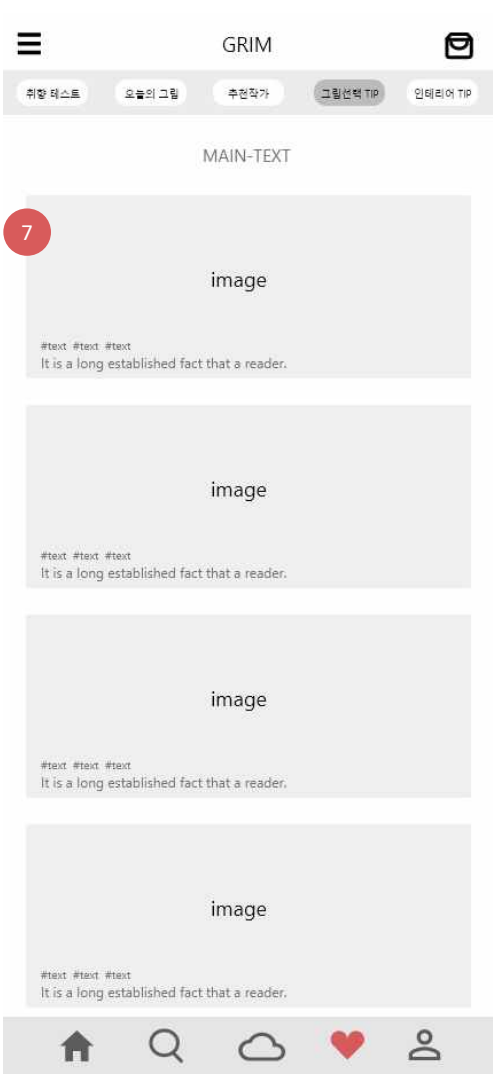 GRIM
취향 테스트 오늘의 그림 추천작가 그림선택 TIP 인테리어 TIP
MAIN-TEXT
7
image
#text #text #text
It is a long established fact that a reader.
image
#text #text #text
It is a long established fact that a reader.
image
#text #text #text
It is a long established fact that a reader.
image
#text #text #text
It is a long established fact that a reader.